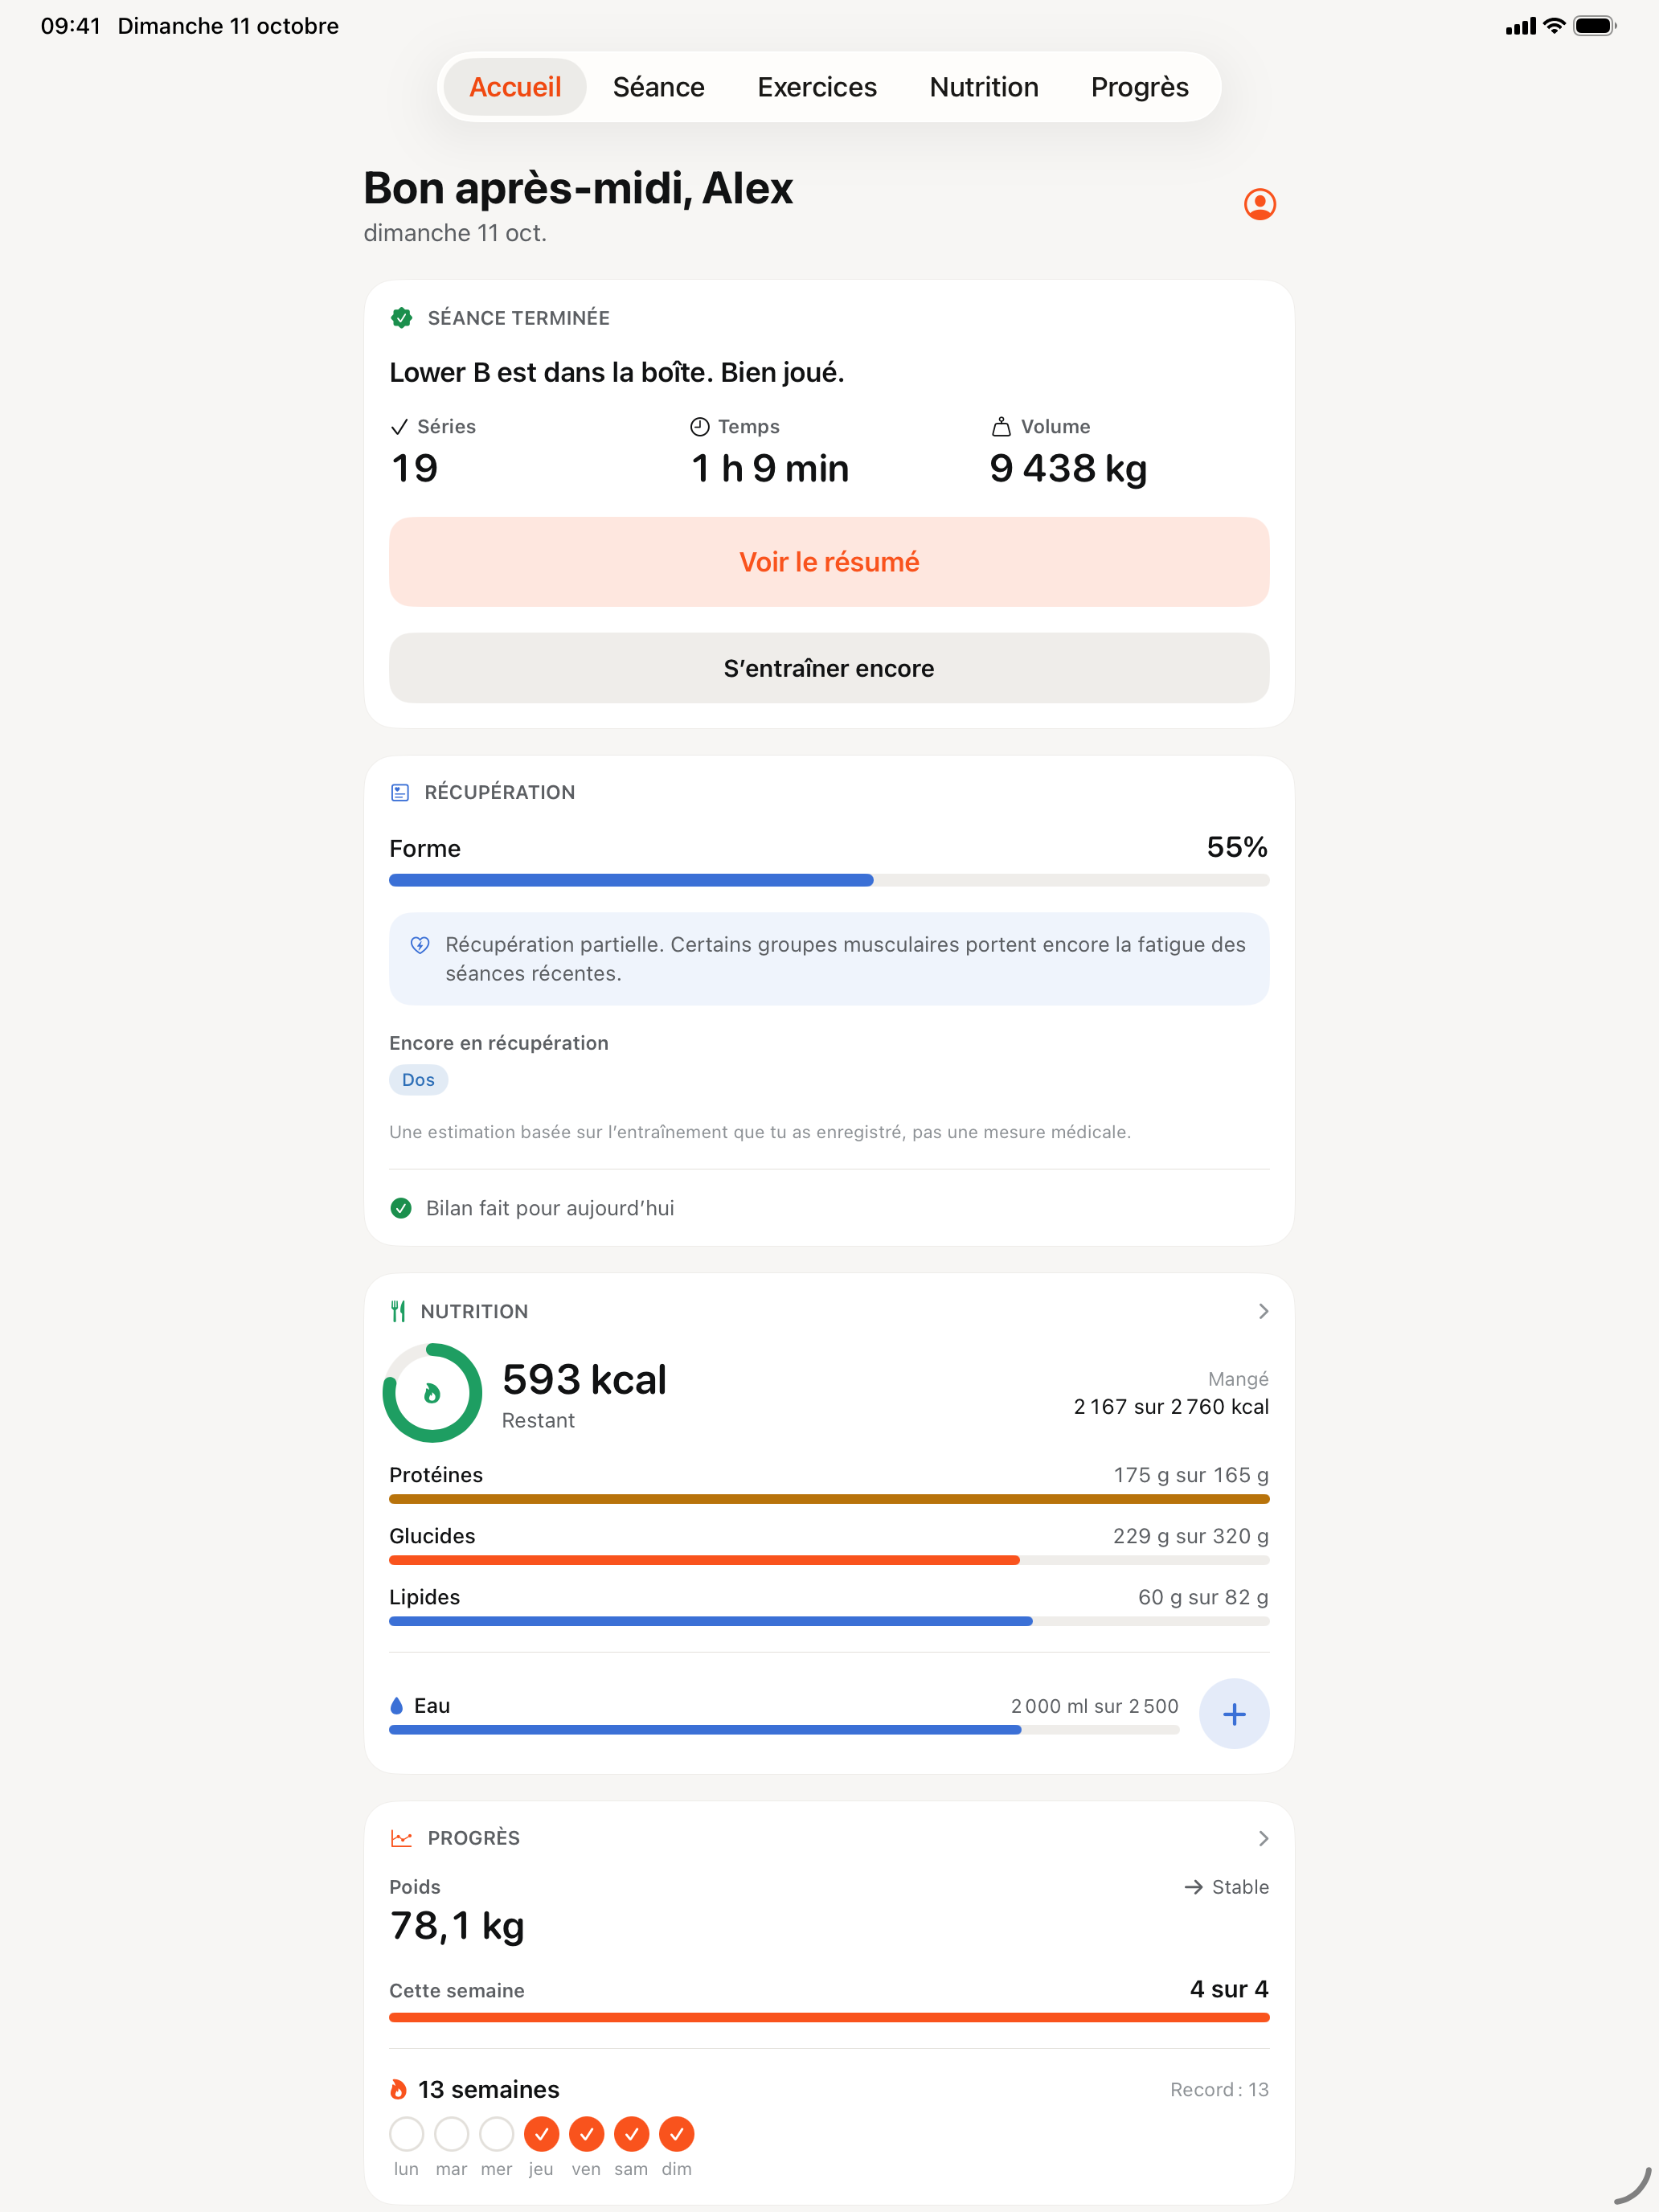 09:41 Dimanche 11 octobre
Accueil Séance Exercices Nutrition Progrès
Bon après-midi, Alex
dimanche 11 oct.
SÉANCE TERMINÉE
Lower B est dans la boîte. Bien joué.
Séries Temps Volume
19 1 h 9 min 9 438 kg
Voir le résumé
S’entraîner encore
RÉCUPÉRATION
Forme 55%
Récupération partielle. Certains groupes musculaires portent encore la fatigue des
séances récentes.
Encore en récupération
Dos
Une estimation basée sur l’entraînement que tu as enregistré, pas une mesure médicale.
Bilan fait pour aujourd’hui
NUTRITION
593 kcal
Restant
Mangé
2 167 sur 2 760 kcal
Protéines 175 g sur 165 g
Glucides 229 g sur 320 g
Lipides 60 g sur 82 g
Eau 2 000 ml sur 2 500
PROGRÈS
Poids Stable
78,1 kg
Cette semaine 4 sur 4
13 semaines Record : 13
lun mar mer jeu ven sam dim